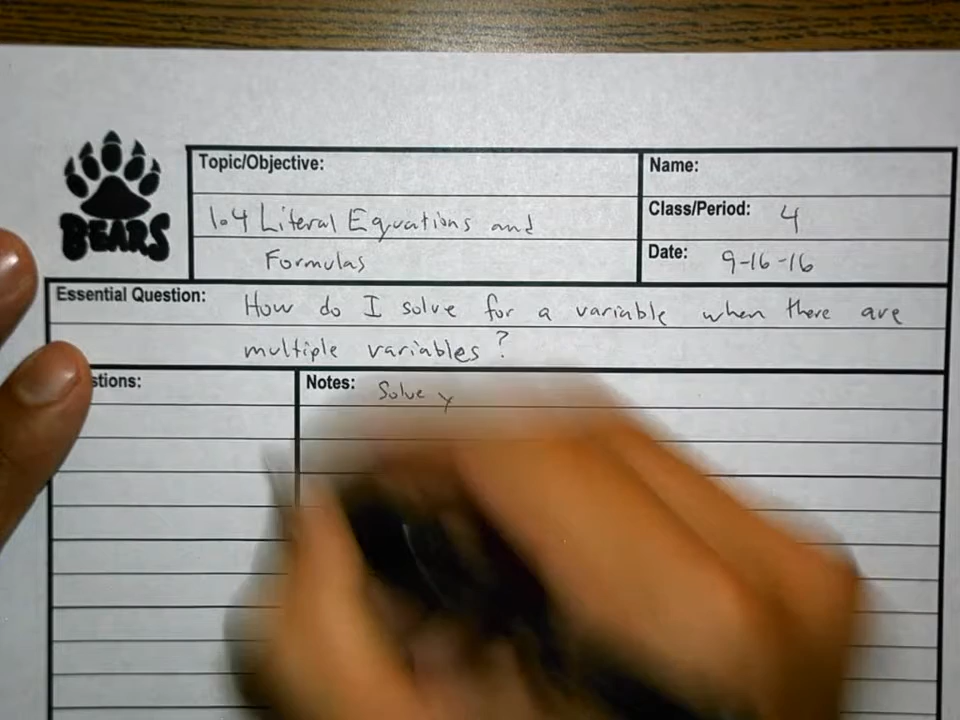 Topic/Objective:
Name:
1.4 Literal Equations and
Class/Period: 4
BEARS
Formulas
Date: 9-16-16
Essential Question: How do I solve for a variable when there are
multiple variables?
stions:
Notes: Solve y